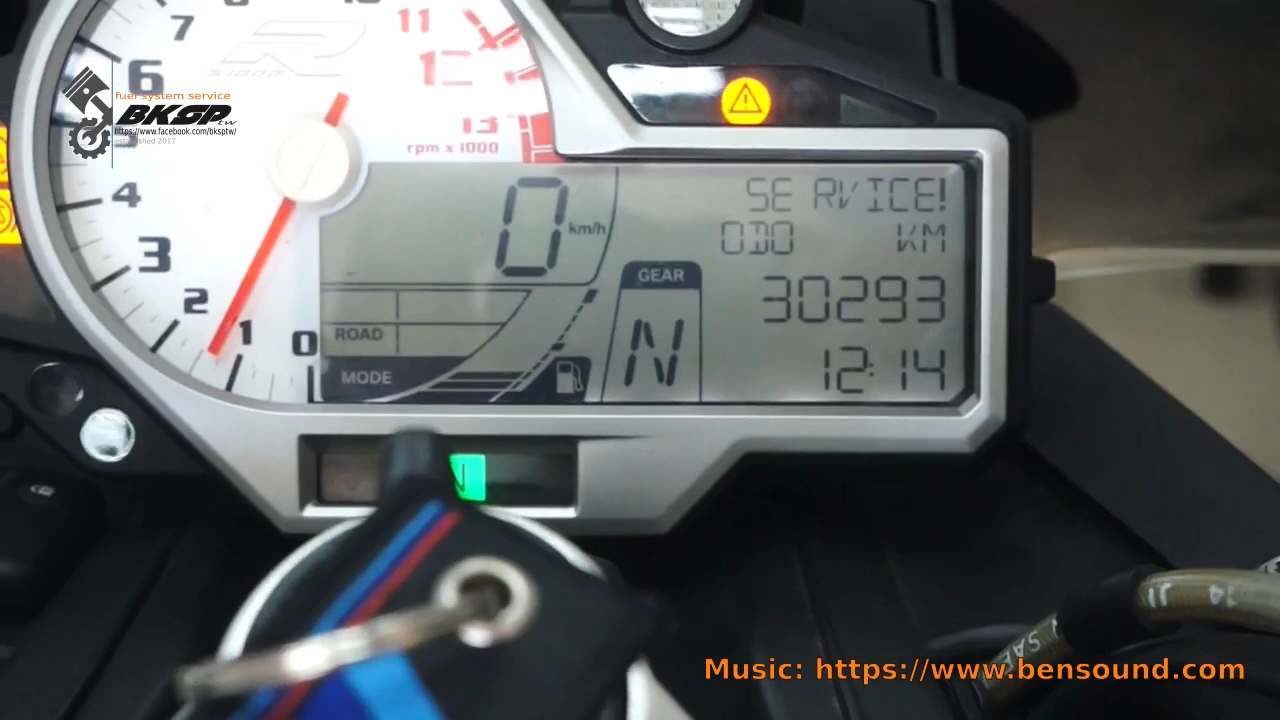 7
11
12
S1000 R
6
fuel system service
BKSP tw
https://www.facebook.com/bksptw/
established 2017
5
13
rpm x 1000
4
3
2
1
0
0 km/h
SERVICE!
ODO KM
GEAR
30293
ROAD
N
12:14
MODE
N
SAE
Music: https://www.bensound.com